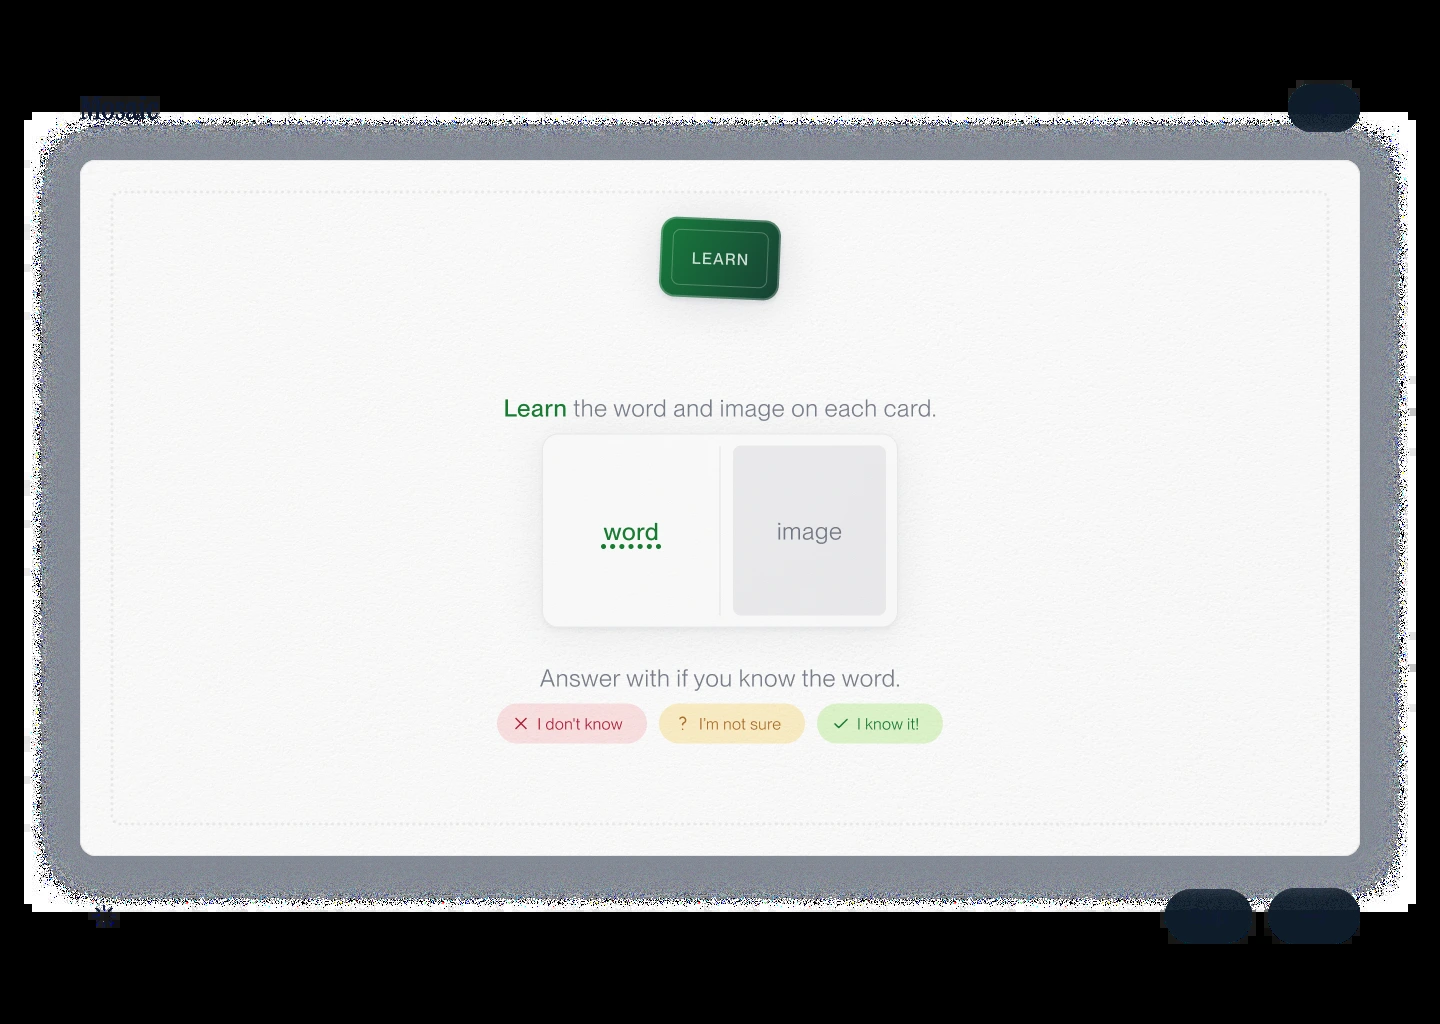 LEARN
Learn the word and image on each card.
word
image
Answer with if you know the word.
I don't know
? I'm not sure
I know it!